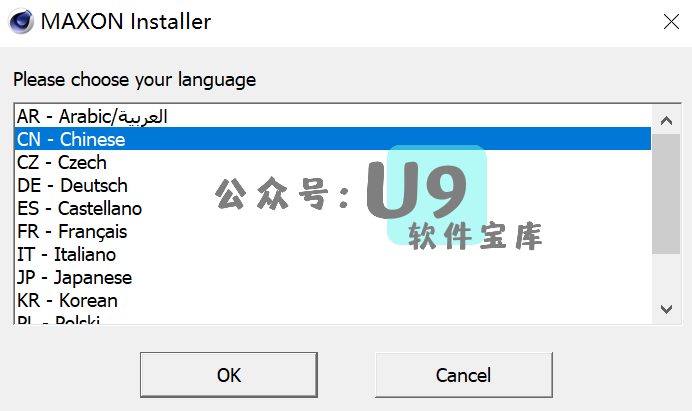 MAXON Installer
Please choose your language
AR - Arabic/العربية
CN - Chinese
CZ - Czech
DE - Deutsch
ES - Castellano
FR - Français
IT - Italiano
JP - Japanese
KR - Korean
PL - Polski
公众号：U9
软件宝库
OK
Cancel